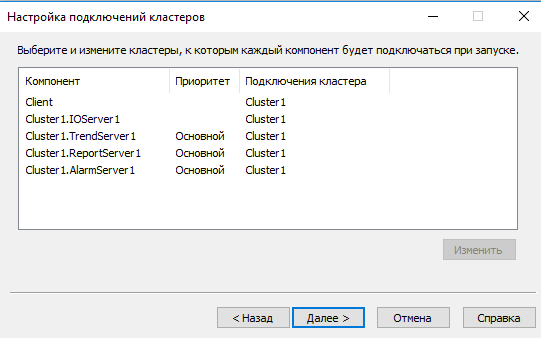 Настройка подключений кластеров
Выберите и измените кластеры, к которым каждый компонент будет подключаться при запуске.
Компонент Приоритет Подключения кластера
Client Cluster1
Cluster1.IOServer1 Cluster1
Cluster1.TrendServer1 Основной Cluster1
Cluster1.ReportServer1 Основной Cluster1
Cluster1.AlarmServer1 Основной Cluster1
Изменить
< Назад Далее > Отмена Справка